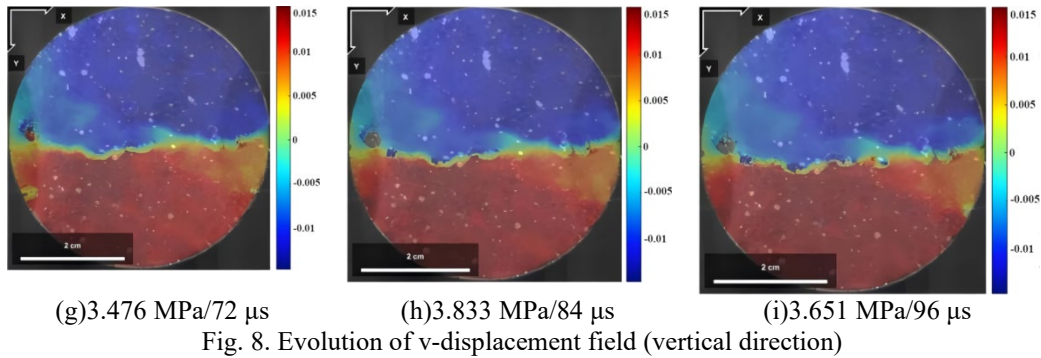 X
Y
2 cm
0.015
0.01
0.005
0
-0.005
-0.01
X
Y
2 cm
0.015
0.01
0.005
0
-0.005
-0.01
X
Y
2 cm
0.015
0.01
0.005
0
-0.005
-0.01
(g)3.476 MPa/72 μs
(h)3.833 MPa/84 μs
(i)3.651 MPa/96 μs
Fig. 8. Evolution of v-displacement field (vertical direction)